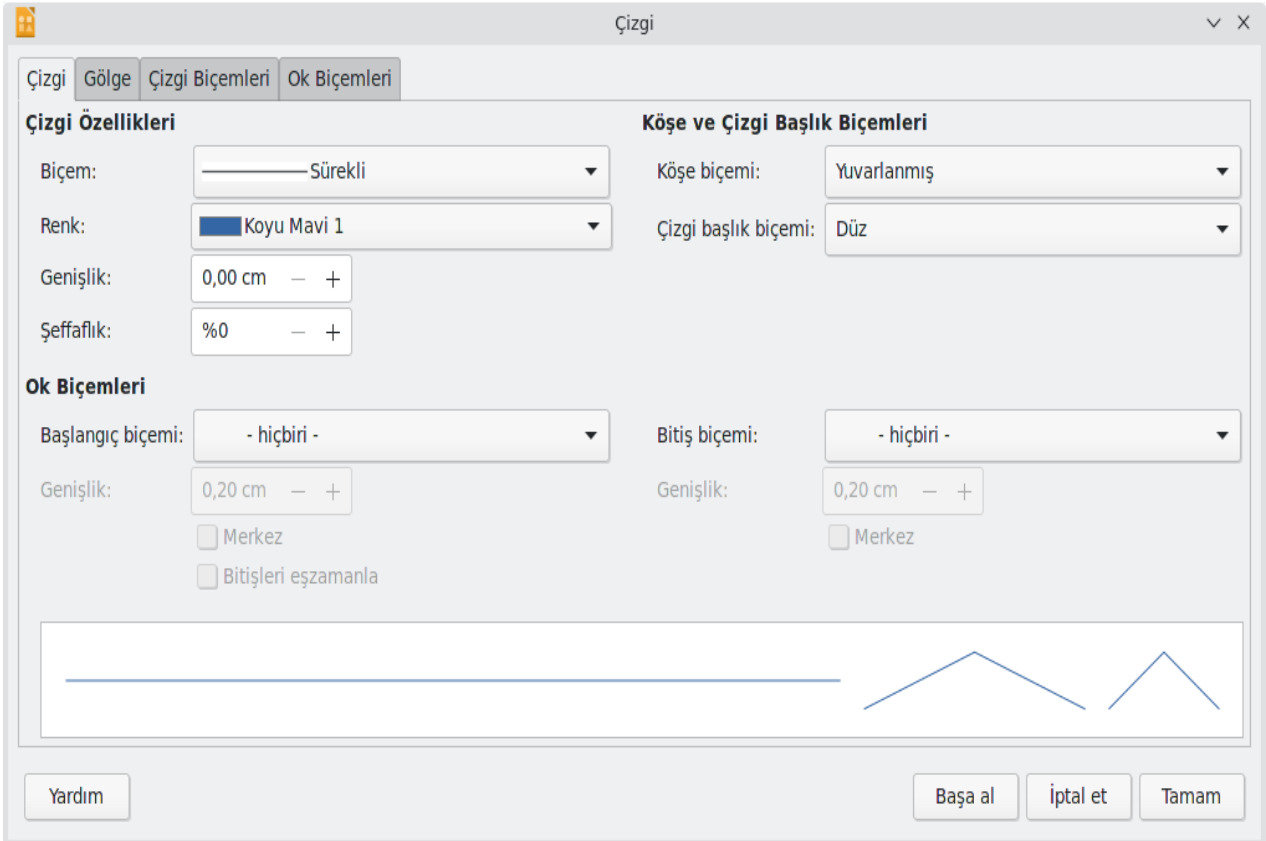 Çizgi
Çizgi Gölge Çizgi Biçemleri Ok Biçemleri
Çizgi Özellikleri
Biçem: Sürekli
Renk: Koyu Mavi 1
Genişlik: 0,00 cm − +
Şeffaflık: %0 − +
Köşe ve Çizgi Başlık Biçemleri
Köşe biçemi: Yuvarlanmış
Çizgi başlık biçemi: Düz
Ok Biçemleri
Başlangıç biçemi: - hiçbiri -
Genişlik: 0,20 cm − +
Merkez
Bitişleri eşzamanla
Bitiş biçemi: - hiçbiri -
Genişlik: 0,20 cm − +
Merkez
Yardım Başa al İptal et Tamam